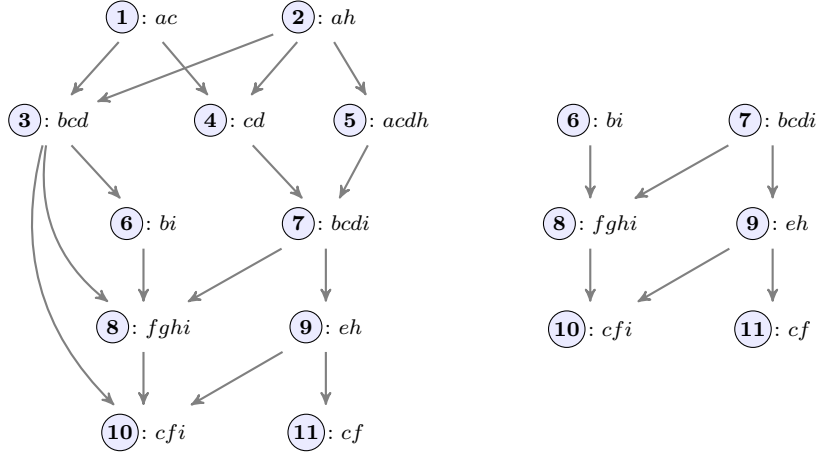 1 : ac
2 : ah
3 : bcd
4 : cd
5 : acdh
6 : bi
7 : bcdi
8 : fghi
9 : eh
10 : cfi
11 : cf
6 : bi
7 : bcdi
8 : fghi
9 : eh
10 : cfi
11 : cf